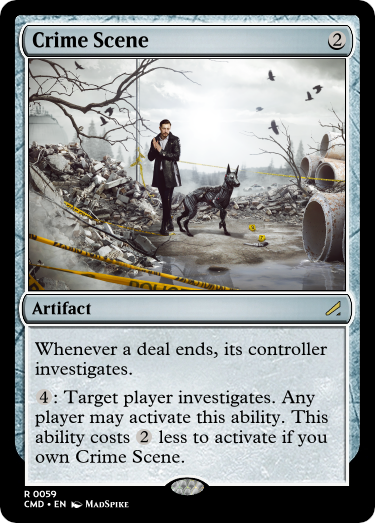 Crime Scene 2
Artifact
Whenever a deal ends, its controller
investigates.
4 : Target player investigates. Any
player may activate this ability. This
ability costs 2 less to activate if you
own Crime Scene.
R 0059
CMD • EN MadSpike